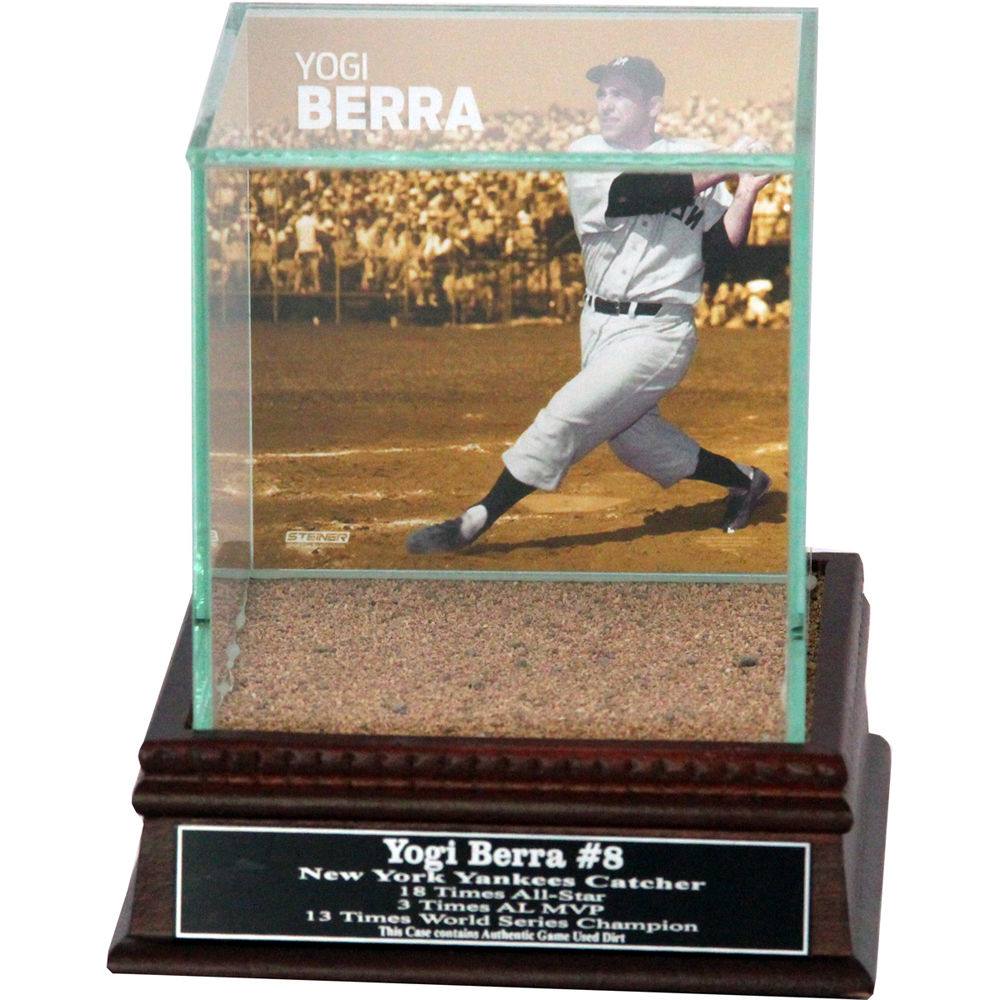 YOGI
BERRA
STEINER
Yogi Berra #8
New York Yankees Catcher
18 Times All-Star
3 Times AL MVP
13 Times World Series Champion
This Case contains Authentic Game Used Dirt